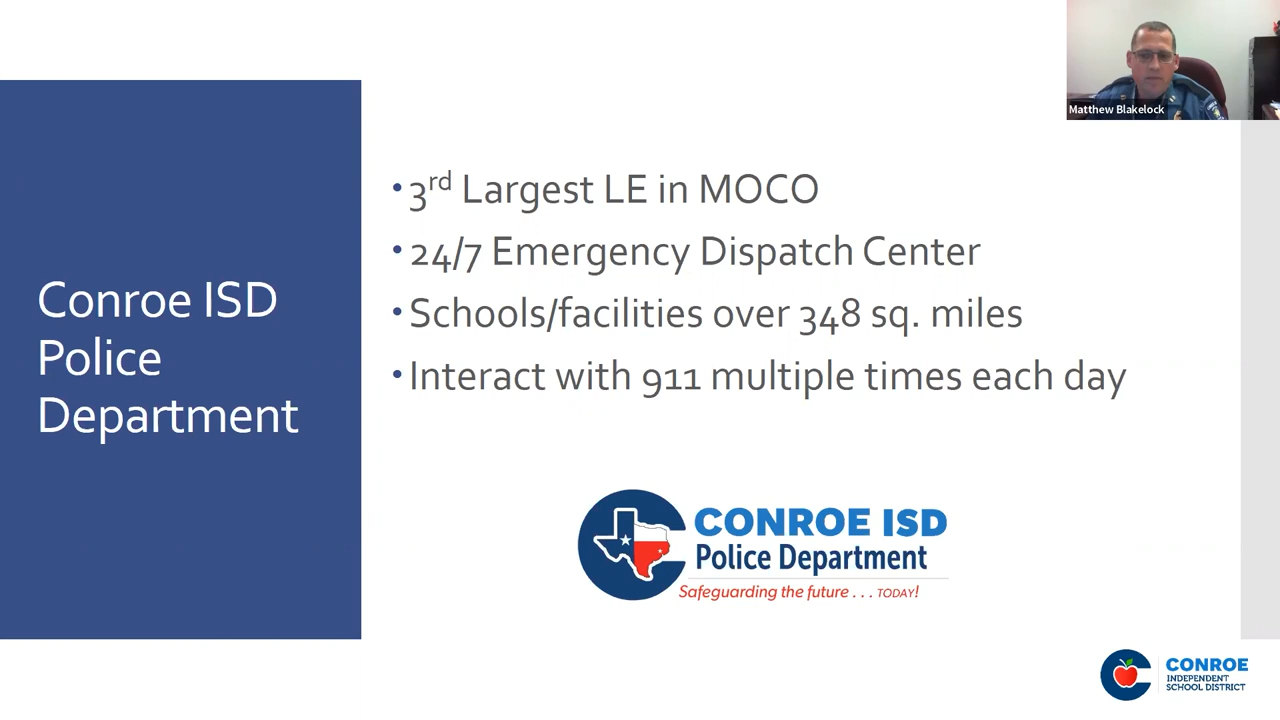 Matthew Blakelock
Conroe ISD
Police
Department
• 3rd Largest LE in MOCO
• 24/7 Emergency Dispatch Center
• Schools/facilities over 348 sq. miles
• Interact with 911 multiple times each day
CONROE ISD
Police Department
Safeguarding the future . . . TODAY!
CONROE
INDEPENDENT
SCHOOL DISTRICT